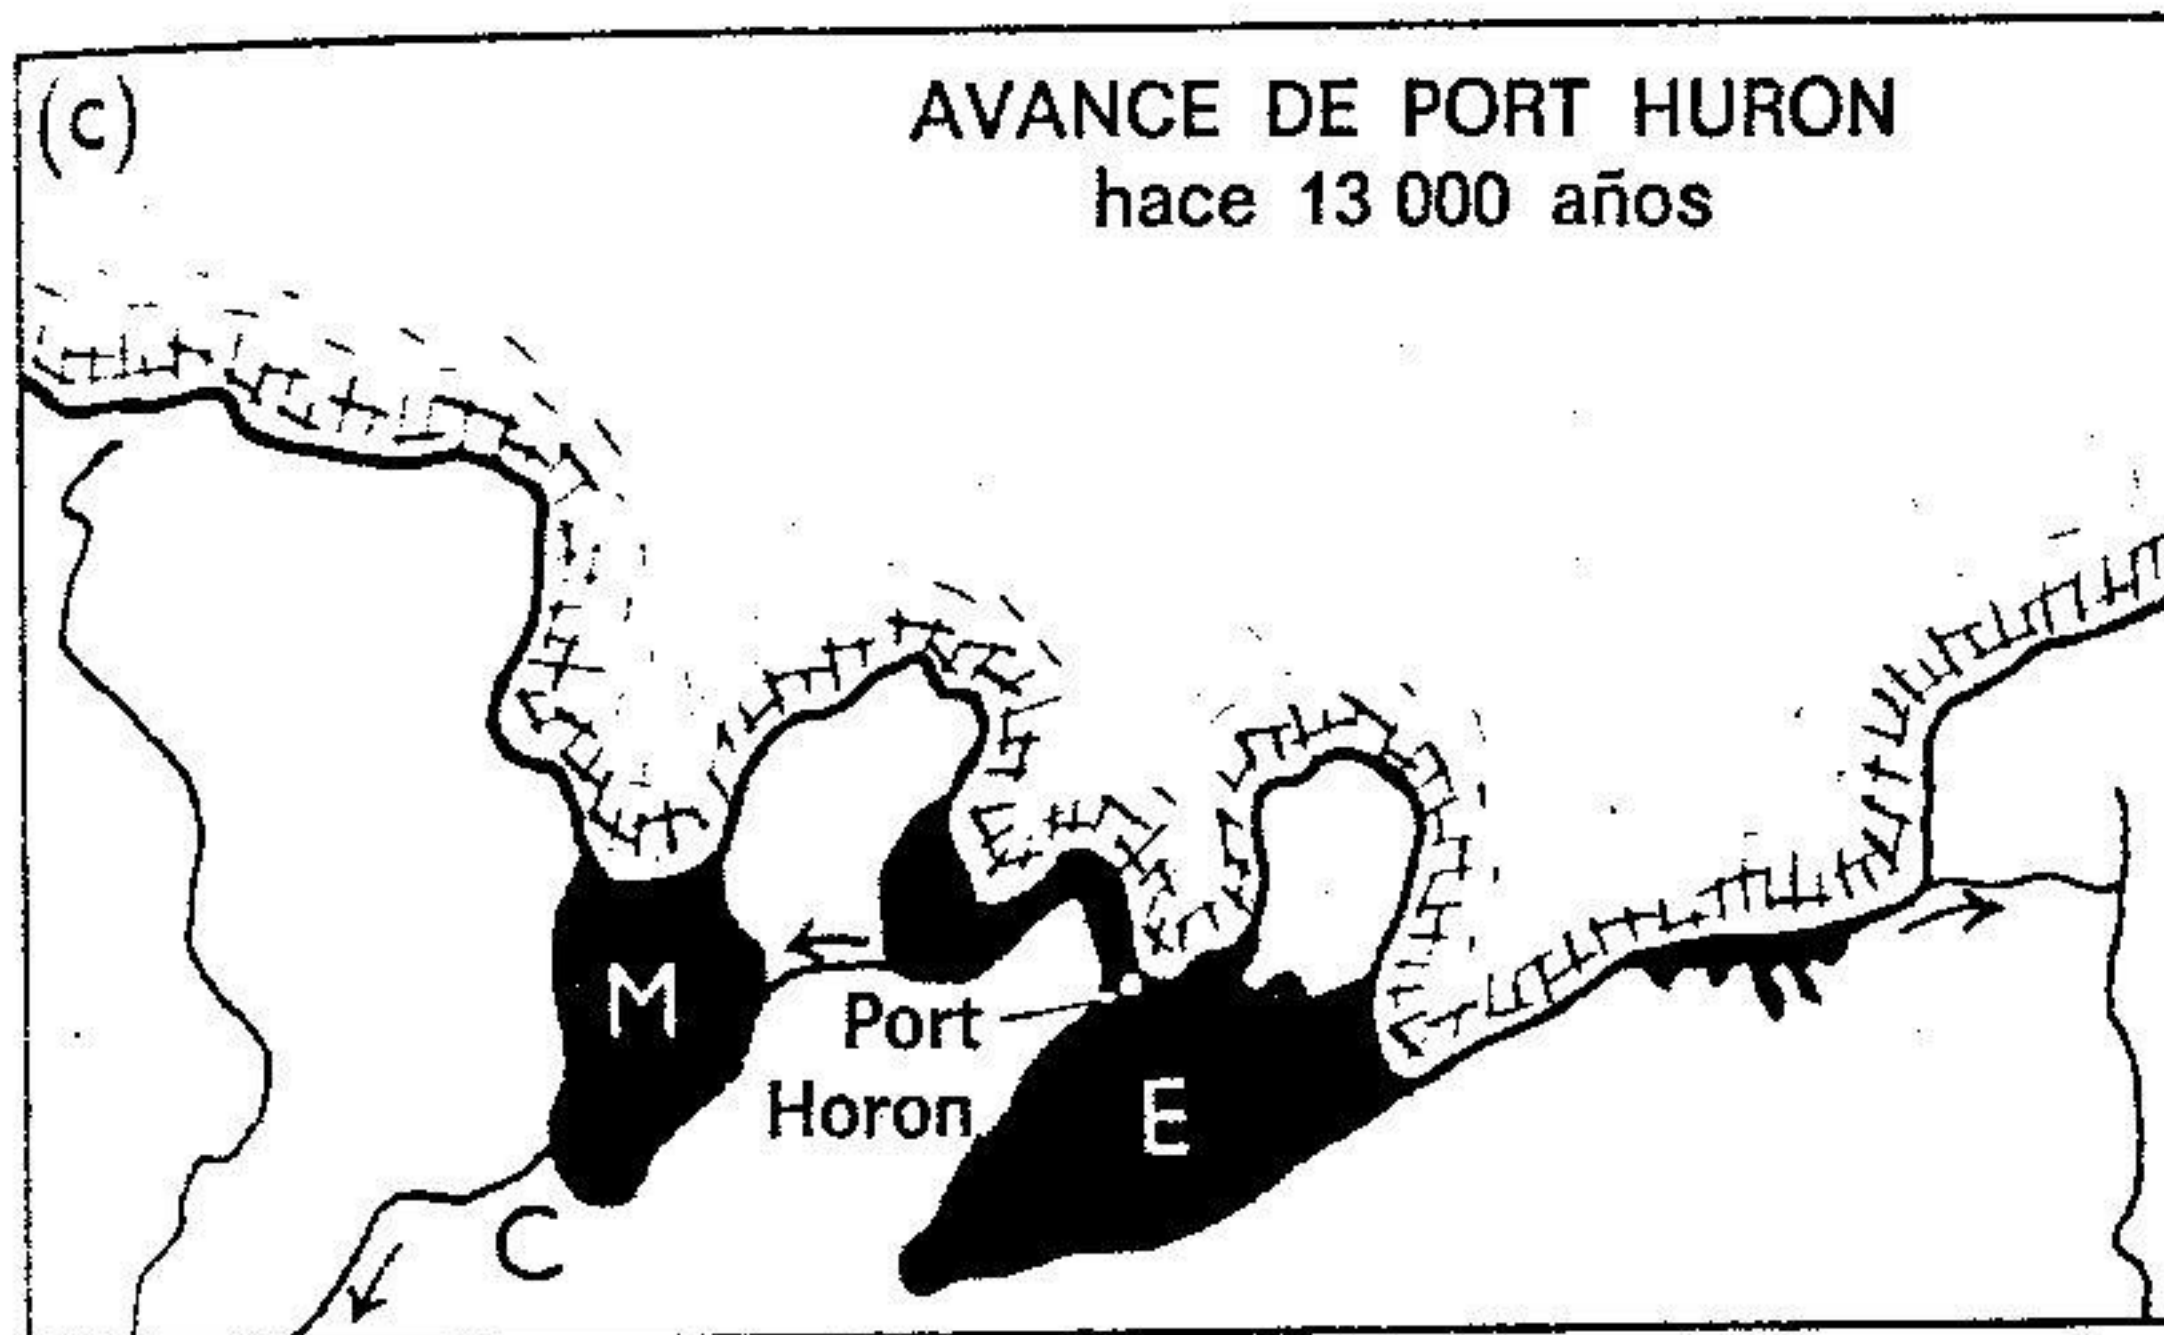 (c)
AVANCE DE PORT HURON
hace 13 000 años
M
Port
Horon
E
C